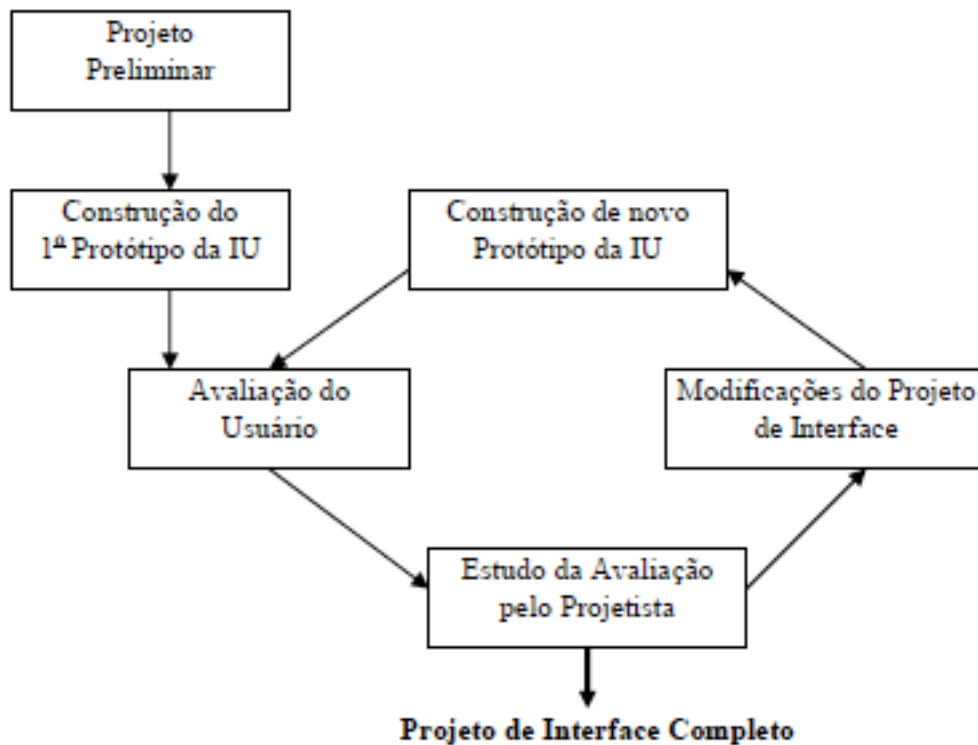 Projeto
Preliminar
Construção do
1º Protótipo da IU
Construção de novo
Protótipo da IU
Avaliação do
Usuário
Modificações do Projeto
de Interface
Estudo da Avaliação
pelo Projetista
Projeto de Interface Completo